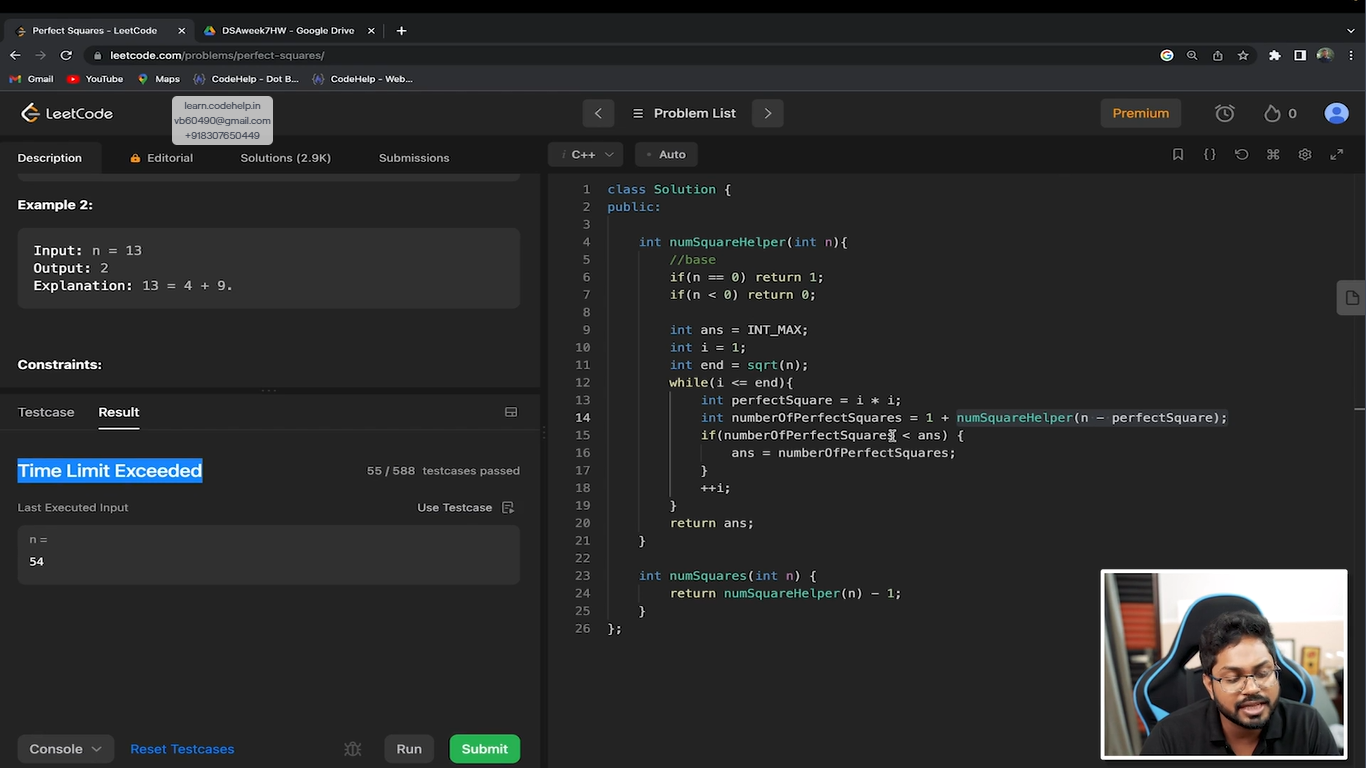 Perfect Squares - LeetCode
DSAweek7HW - Google Drive
leetcode.com/problems/perfect-squares/
Gmail
YouTube
Maps
CodeHelp - Dot B...
CodeHelp - Web...
learn.codehelp.in
vb60490@gmail.com
+918307650449
LeetCode
Problem List
Premium
0
Description
Editorial
Solutions (2.9K)
Submissions
Example 2:
Input: n = 13
Output: 2
Explanation: 13 = 4 + 9.
Constraints:
Testcase
Result
Time Limit Exceeded
55 / 588 testcases passed
Last Executed Input
Use Testcase
n =
54
Console
Reset Testcases
Run
Submit
i C++
Auto
1 class Solution {
2 public:
3
4 int numSquareHelper(int n){
5 //base
6 if(n == 0) return 1;
7 if(n < 0) return 0;
8
9 int ans = INT_MAX;
10 int i = 1;
11 int end = sqrt(n);
12 while(i <= end){
13 int perfectSquare = i * i;
14 int numberOfPerfectSquares = 1 + numSquareHelper(n - perfectSquare);
15 if(numberOfPerfectSquares < ans) {
16 ans = numberOfPerfectSquares;
17 }
18 ++i;
19 }
20 return ans;
21 }
22
23 int numSquares(int n) {
24 return numSquareHelper(n) - 1;
25 }
26 };